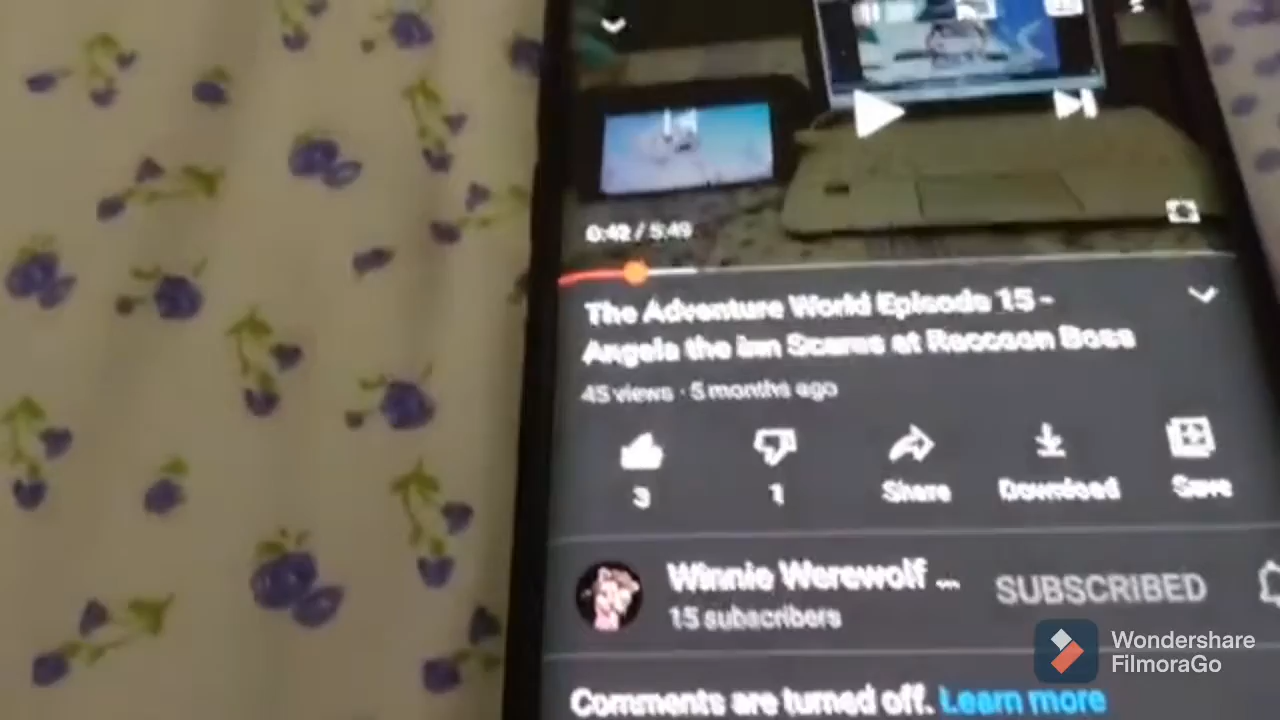 0:42 / 5:49
The Adventure World Episode 15 -
Angela the Inn Scares at Raccoon Boss
45 views · 5 months ago
3
1
Share
Download
Save
Winnie Werewolf ...
SUBSCRIBED
15 subscribers
Wondershare
FilmoraGo
Comments are turned off. Learn more